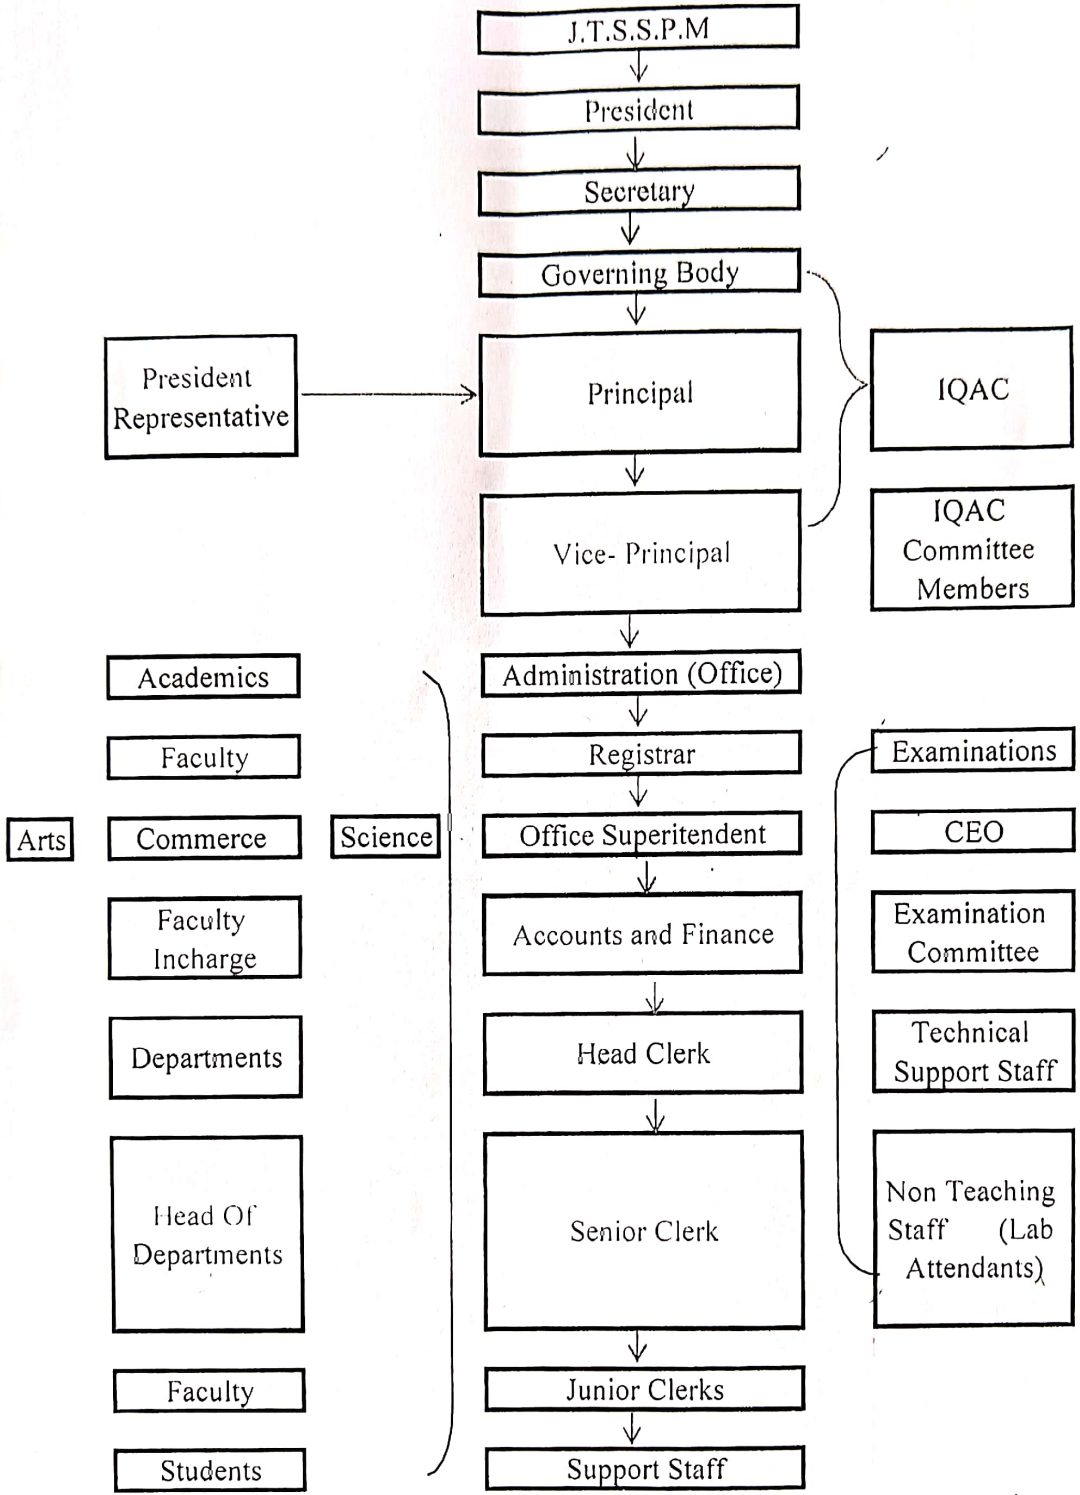 J.T.S.S.P.M
President
Secretary
Governing Body
President
Representative
Principal
IQAC
Vice- Principal
IQAC
Committee
Members
Academics
Administration (Office)
Faculty
Registrar
Examinations
Arts
Commerce
Science
Office Superitendent
CEO
Faculty
Incharge
Accounts and Finance
Examination
Committee
Departments
Head Clerk
Technical
Support Staff
Head Of
Departments
Senior Clerk
Non Teaching
Staff (Lab
Attendants)
Faculty
Junior Clerks
Students
Support Staff